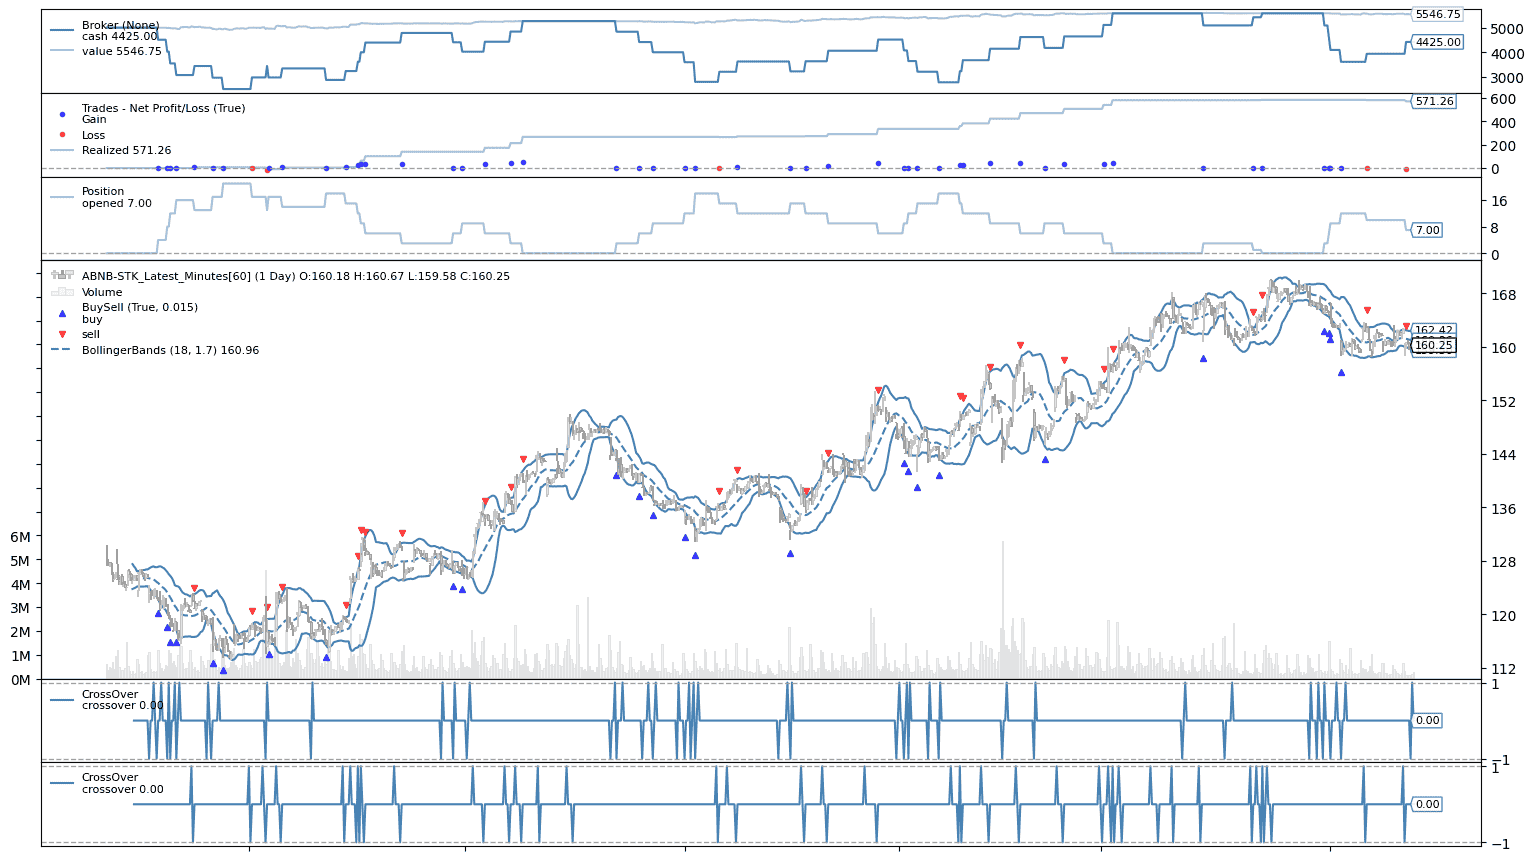 Broker (None)
cash 4425.00
value 5546.75
5546.75
5000
4425.00
4000
3000
Trades - Net Profit/Loss (True)
Gain
Loss
Realized 571.26
600
571.26
400
200
0
Position
opened 7.00
16
8
7.00
0
ABNB-STK_Latest_Minutes[60] (1 Day) O:160.18 H:160.67 L:159.58 C:160.25
Volume
BuySell (True, 0.015)
buy
sell
BollingerBands (18, 1.7) 160.96
168
162.42
160
160.25
152
144
136
128
120
112
6M
5M
4M
3M
2M
1M
0M
CrossOver
crossover 0.00
1
0.00
−1
CrossOver
crossover 0.00
1
0.00
−1